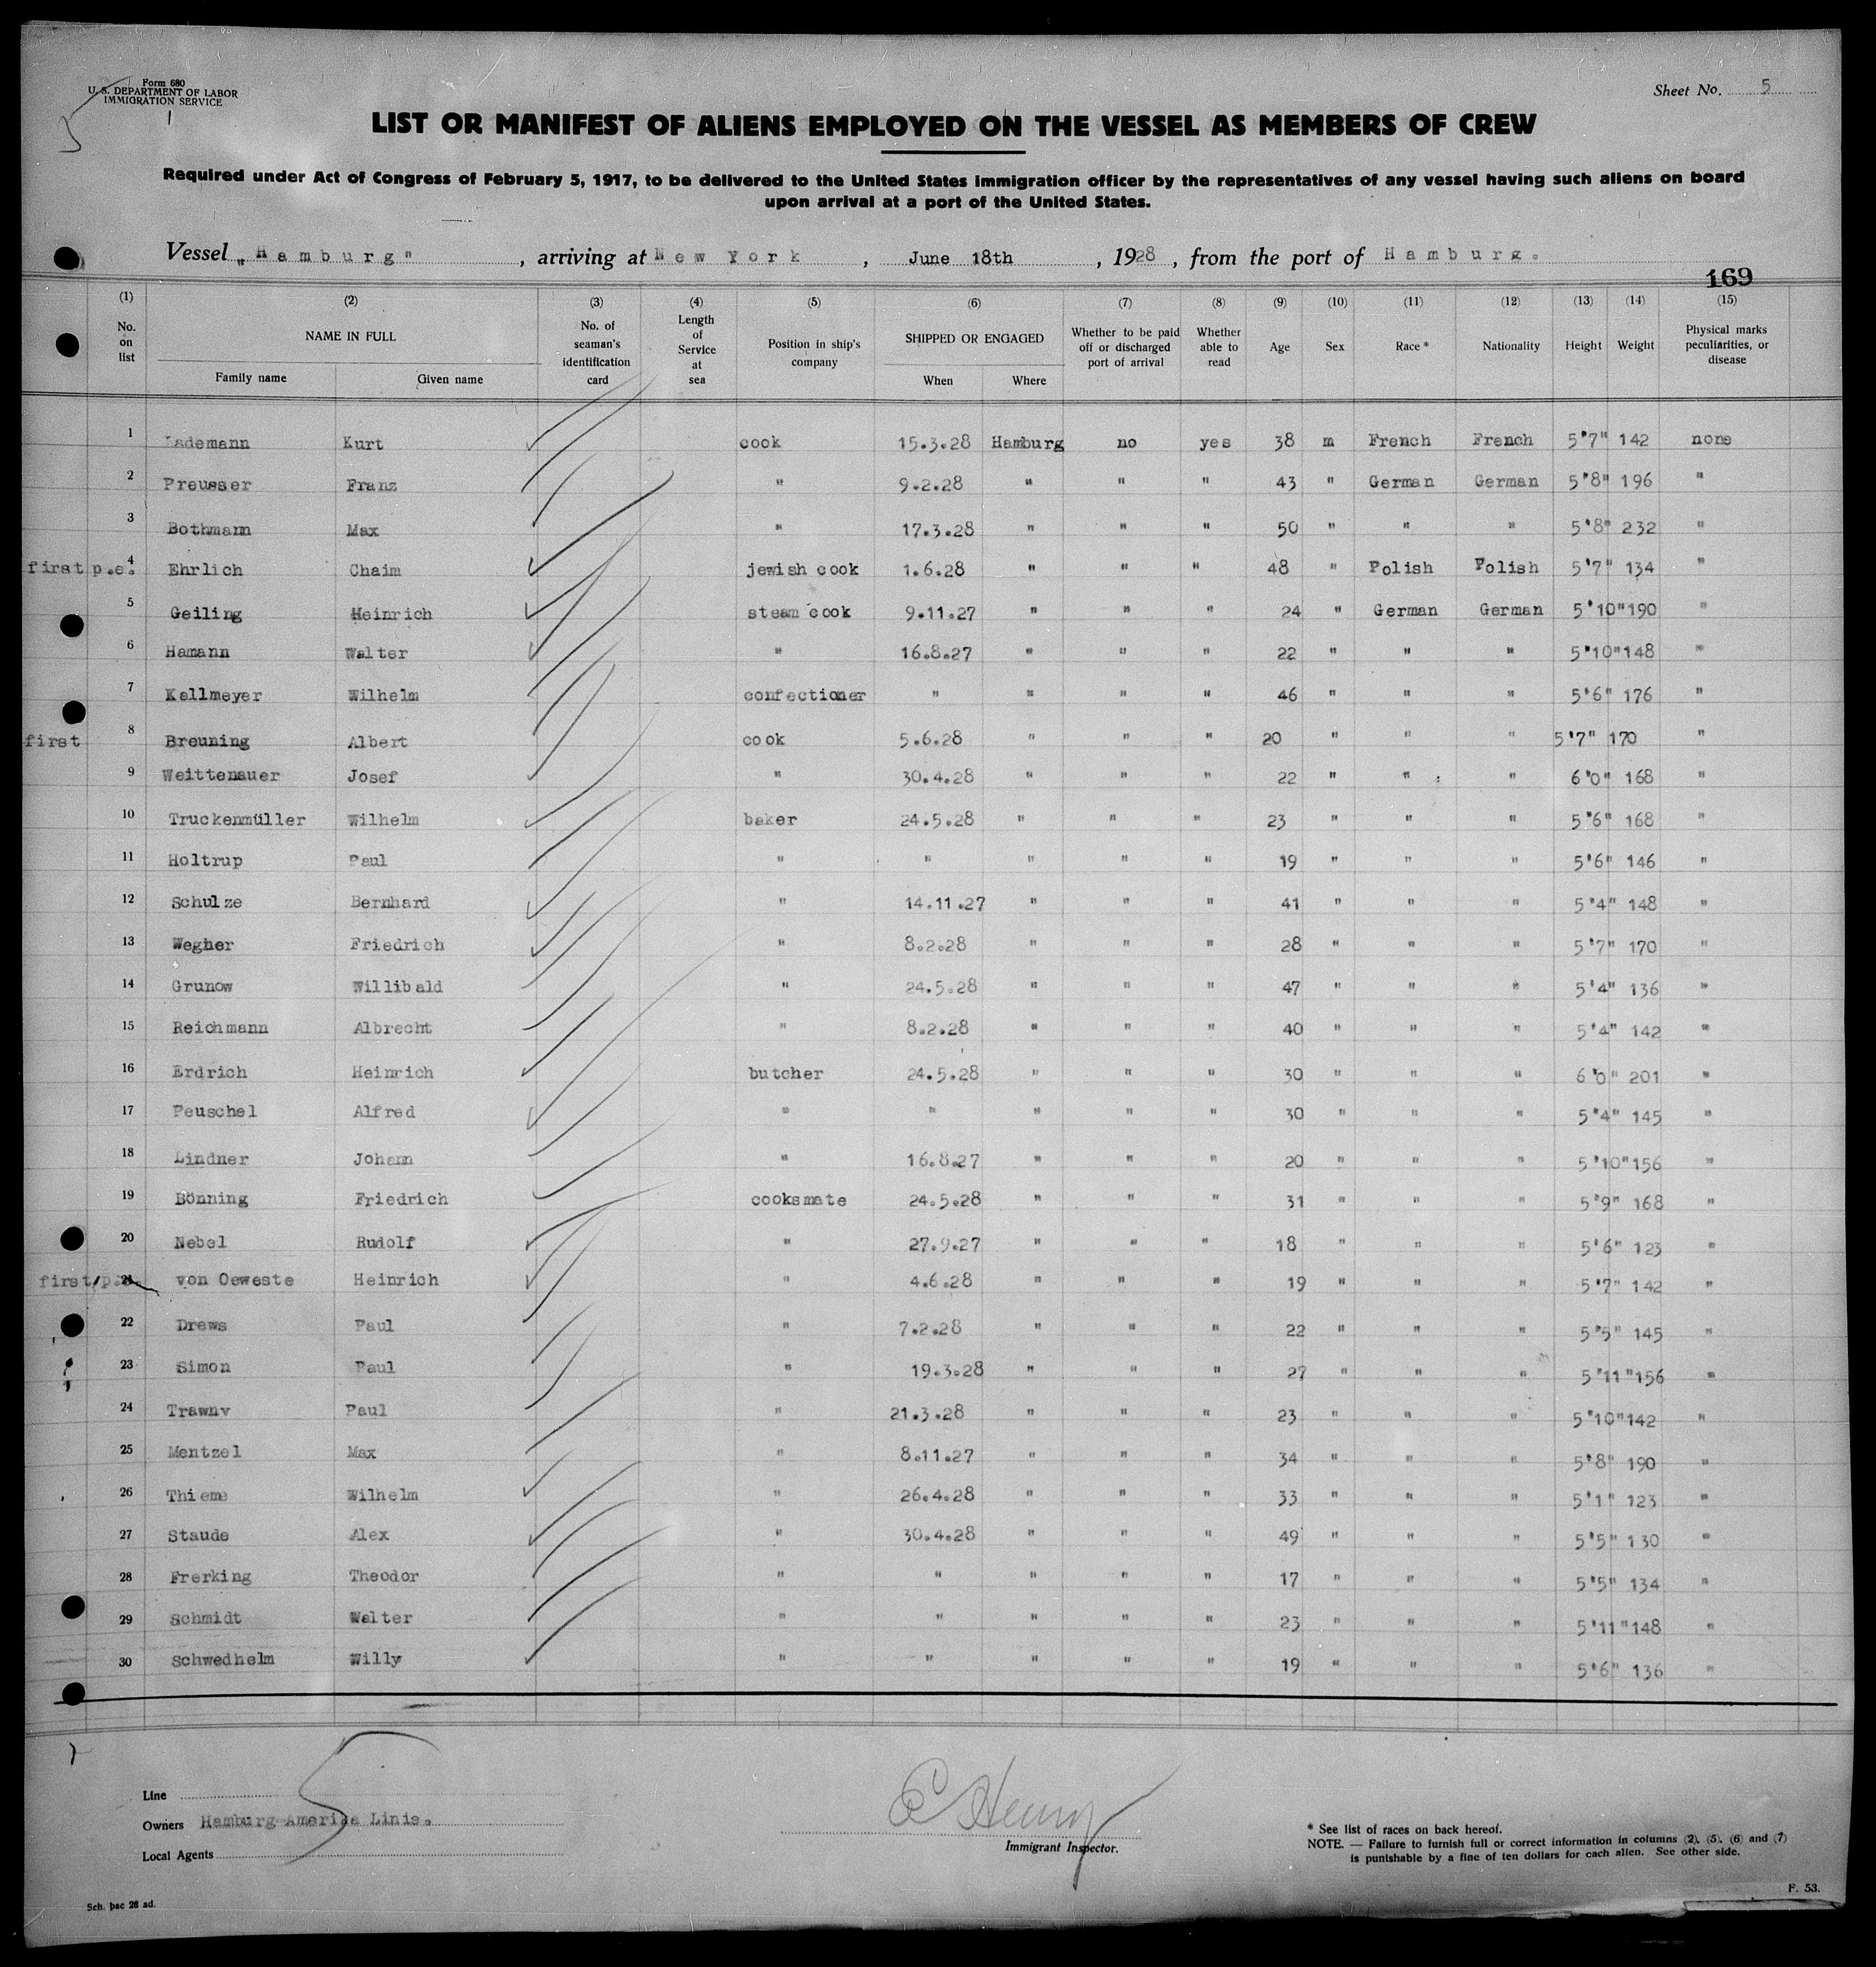 Form 680
U. S. DEPARTMENT OF LABOR
IMMIGRATION SERVICE
Sheet No. 5
5
LIST OR MANIFEST OF ALIENS EMPLOYED ON THE VESSEL AS MEMBERS OF CREW
Required under Act of Congress of February 5, 1917, to be delivered to the United States immigration officer by the representatives of any vessel having such aliens on board
upon arrival at a port of the United States.
Vessel „Hamburg", arriving at New York, June 18th, 1928, from the port of Hamburg.
169
(1) (2) (3) (4) (5) (6) (7) (8) (9) (10) (11) (12) (13) (14) (15)
No. on list NAME IN FULL Family name Given name No. of seaman's identification card Length of Service at sea Position in ship's company SHIPPED OR ENGAGED When Where Whether to be paid off or discharged port of arrival Whether able to read Age Sex Race * Nationality Height Weight Physical marks peculiarities, or disease
1 Lademann Kurt cook 15.3.28 Hamburg no yes 38 m French French 5'7" 142 none
2 Preusser Franz " 9.2.28 " " " 43 " German German 5'8" 196 "
3 Bothmann Max " 17.3.28 " " " 50 " " " 5'8" 232 "
first p.e. 4 Ehrlich Chaim jewish cook 1.6.28 " " " 48 " Polish Polish 5'7" 134 "
5 Geiling Heinrich steam cook 9.11.27 " " " 24 " German German 5'10" 190 "
6 Hamann Walter " 16.8.27 " " " 22 " " " 5'10" 148 "
7 Kellmeyer Wilhelm confectioner " " " " 46 " " " 5'6" 176 "
first 8 Breuning Albert cook 5.6.28 " " " 20 " " " 5'7" 170 "
9 Weittenauer Josef " 30.4.28 " " " 22 " " " 6'0" 168 "
10 Truckenmüller Wilhelm baker 24.5.28 " " " 23 " " " 5'6" 168 "
11 Holtrup Paul " " " " " 19 " " " 5'6" 146 "
12 Schulze Bernhard " 14.11.27 " " " 41 " " " 5'4" 148 "
13 Wegher Friedrich " 8.2.28 " " " 28 " " " 5'7" 170 "
14 Grunow Willibald " 24.5.28 " " " 47 " " " 5'4" 136 "
15 Reichmann Albrecht " 8.2.28 " " " 40 " " " 5'4" 142 "
16 Erdrich Heinrich butcher 24.5.28 " " " 30 " " " 6'0" 201 "
17 Peuschel Alfred " " " " " 30 " " " 5'4" 145 "
18 Lindner Johann " 16.8.27 " " " 20 " " " 5'10" 156 "
19 Bönning Friedrich cooksmate 24.5.28 " " " 31 " " " 5'9" 168 "
20 Nebel Rudolf " 27.9.27 " " " 18 " " " 5'6" 123 "
first 21 von Oeweste Heinrich " 4.6.28 " " " 19 " " " 5'7" 142 "
22 Drews Paul " 7.2.28 " " " 22 " " " 5'5" 145 "
23 Simon Paul " 19.3.28 " " " 27 " " " 5'11" 156 "
24 Trawny Paul " 21.3.28 " " " 23 " " " 5'10" 142 "
25 Mentzel Max " 8.11.27 " " " 34 " " " 5'8" 190 "
26 Thieme Wilhelm " 26.4.28 " " " 33 " " " 5'1" 123 "
27 Staude Alex " 30.4.28 " " " 49 " " " 5'5" 130 "
28 Frerking Theodor " " " " " 17 " " " 5'5" 134 "
29 Schmidt Walter " " " " " 23 " " " 5'11" 148 "
30 Schwedhelm Willy " " " " " 19 " " " 5'6" 136 "
5
Line
Owners Hamburg-Amerika Linie.
Local Agents
Immigrant Inspector.
* See list of races on back hereof.
NOTE. — Failure to furnish full or correct information in columns (2), (5), (6) and (7)
is punishable by a fine of ten dollars for each alien. See other side.
Sch. pac 28 ad.
F. 53.